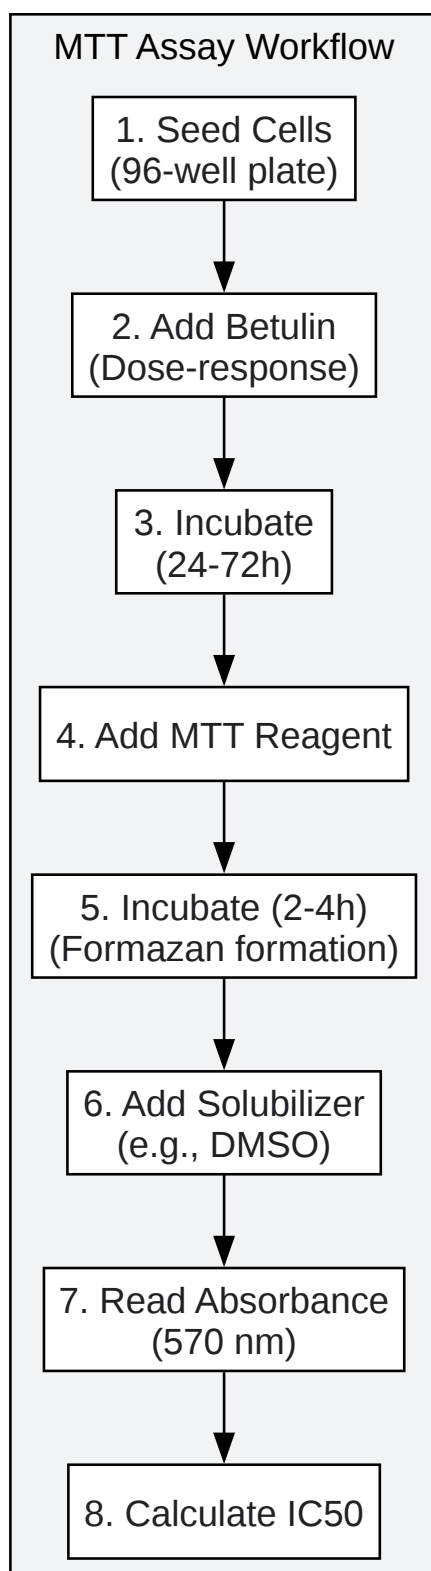 MTT Assay Workflow
1. Seed Cells
(96-well plate)
2. Add Betulin
(Dose-response)
3. Incubate
(24-72h)
4. Add MTT Reagent
5. Incubate (2-4h)
(Formazan formation)
6. Add Solubilizer
(e.g., DMSO)
7. Read Absorbance
(570 nm)
8. Calculate IC50